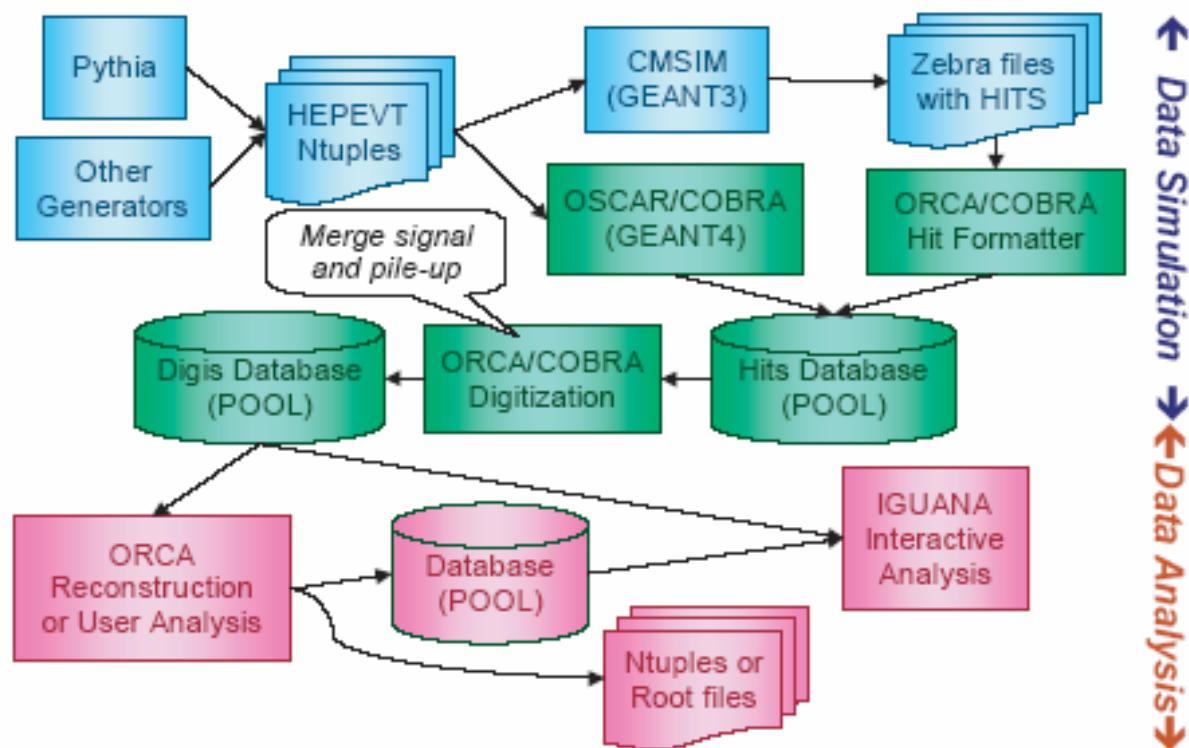 Pythia
Other
Generators
HEPEVT
Ntuples
CMSIM
(GEANT3)
Zebra files
with HITS
OSCAR/COBRA
(GEANT4)
ORCA/COBRA
Hit Formatter
Merge signal
and pile-up
Digis Database
(POOL)
ORCA/COBRA
Digitization
Hits Database
(POOL)
ORCA
Reconstruction
or User Analysis
Database
(POOL)
IGUANA
Interactive
Analysis
Ntuples or
Root files
Data Simulation
Data Analysis